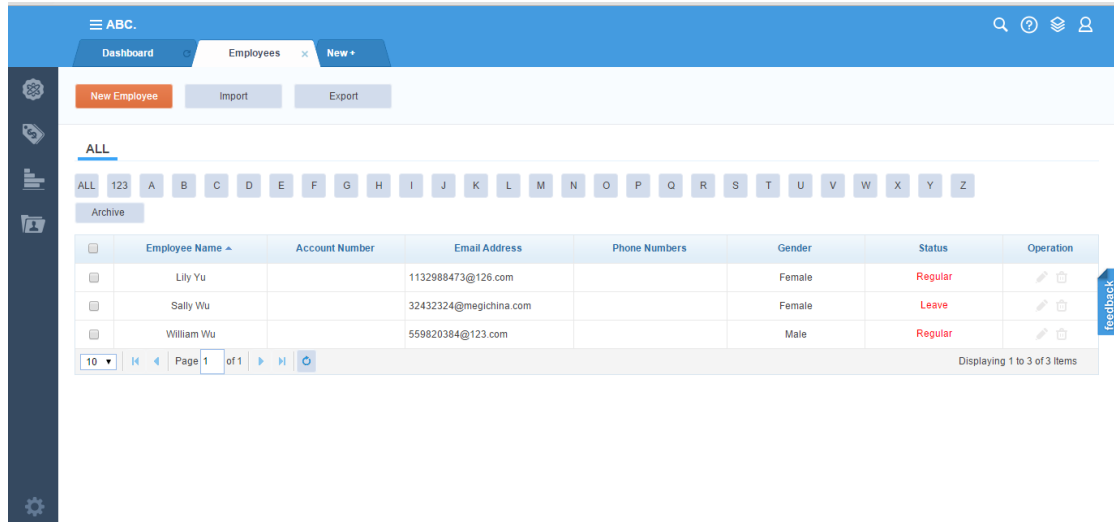 ABC.
Dashboard Employees × New +
New Employee Import Export
ALL
ALL 123 A B C D E F G H I J K L M N O P Q R S T U V W X Y Z
Archive
Employee Name Account Number Email Address Phone Numbers Gender Status Operation
Lily Yu 1132988473@126.com Female Regular
Sally Wu 32432324@megichina.com Female Leave
William Wu 559820384@123.com Male Regular
10 Page 1 of 1 Displaying 1 to 3 of 3 Items
feedback